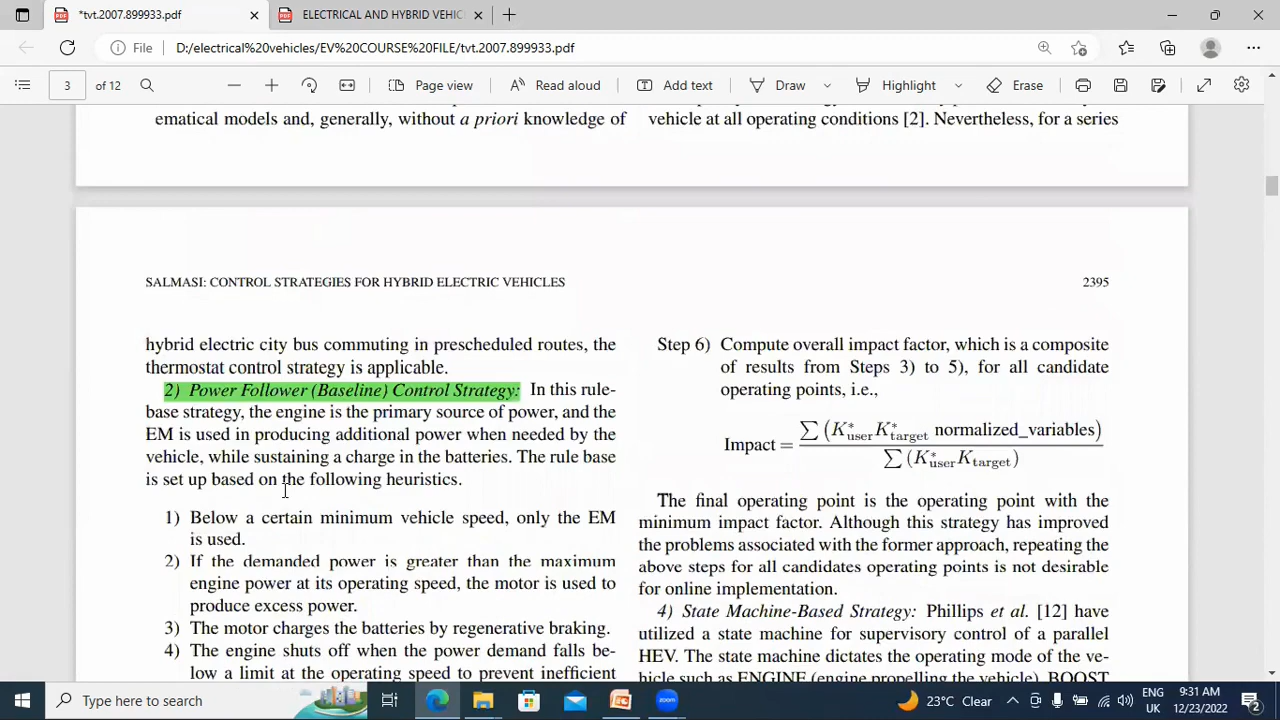 *tvt.2007.899933.pdf
ELECTRICAL AND HYBRID VEHIC
File
D:/electrical%20vehicles/EV%20COURSE%20FILE/tvt.2007.899933.pdf
3 of 12
Page view
Read aloud
Add text
Draw
Highlight
Erase
ematical models and, generally, without a priori knowledge of
vehicle at all operating conditions [2]. Nevertheless, for a series
SALMASI: CONTROL STRATEGIES FOR HYBRID ELECTRIC VEHICLES
2395
hybrid electric city bus commuting in prescheduled routes, the
thermostat control strategy is applicable.
2) Power Follower (Baseline) Control Strategy: In this rule-
base strategy, the engine is the primary source of power, and the
EM is used in producing additional power when needed by the
vehicle, while sustaining a charge in the batteries. The rule base
is set up based on the following heuristics.
1) Below a certain minimum vehicle speed, only the EM
is used.
2) If the demanded power is greater than the maximum
engine power at its operating speed, the motor is used to
produce excess power.
3) The motor charges the batteries by regenerative braking.
4) The engine shuts off when the power demand falls be-
low a limit at the operating speed to prevent inefficient
Step 6) Compute overall impact factor, which is a composite
of results from Steps 3) to 5), for all candidate
operating points, i.e.,
Impact = ∑ (K*user K*target normalized_variables) / ∑ (K*user Ktarget)
The final operating point is the operating point with the
minimum impact factor. Although this strategy has improved
the problems associated with the former approach, repeating the
above steps for all candidates operating points is not desirable
for online implementation.
4) State Machine-Based Strategy: Phillips et al. [12] have
utilized a state machine for supervisory control of a parallel
HEV. The state machine dictates the operating mode of the ve-
hicle such as ENGINE (engine propelling the vehicle), BOOST
Type here to search
23°C Clear
ENG
UK
9:31 AM
12/23/2022
2